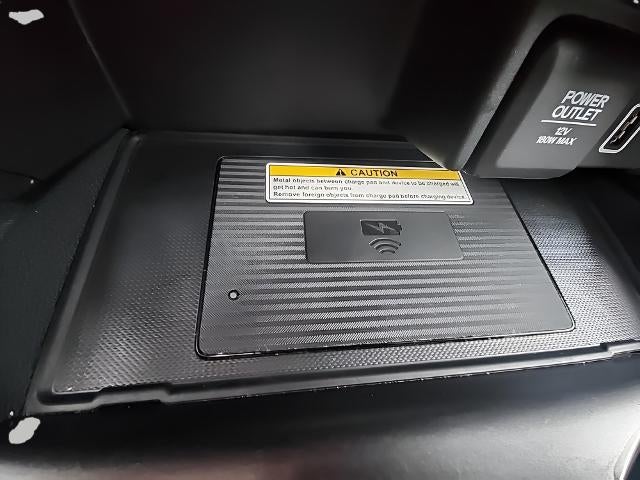 POWER
OUTLET
12V
180W MAX
CAUTION
Metal objects between charge pad and device to be charged will
get hot and can burn you.
Remove foreign objects from charge pad before charging device.